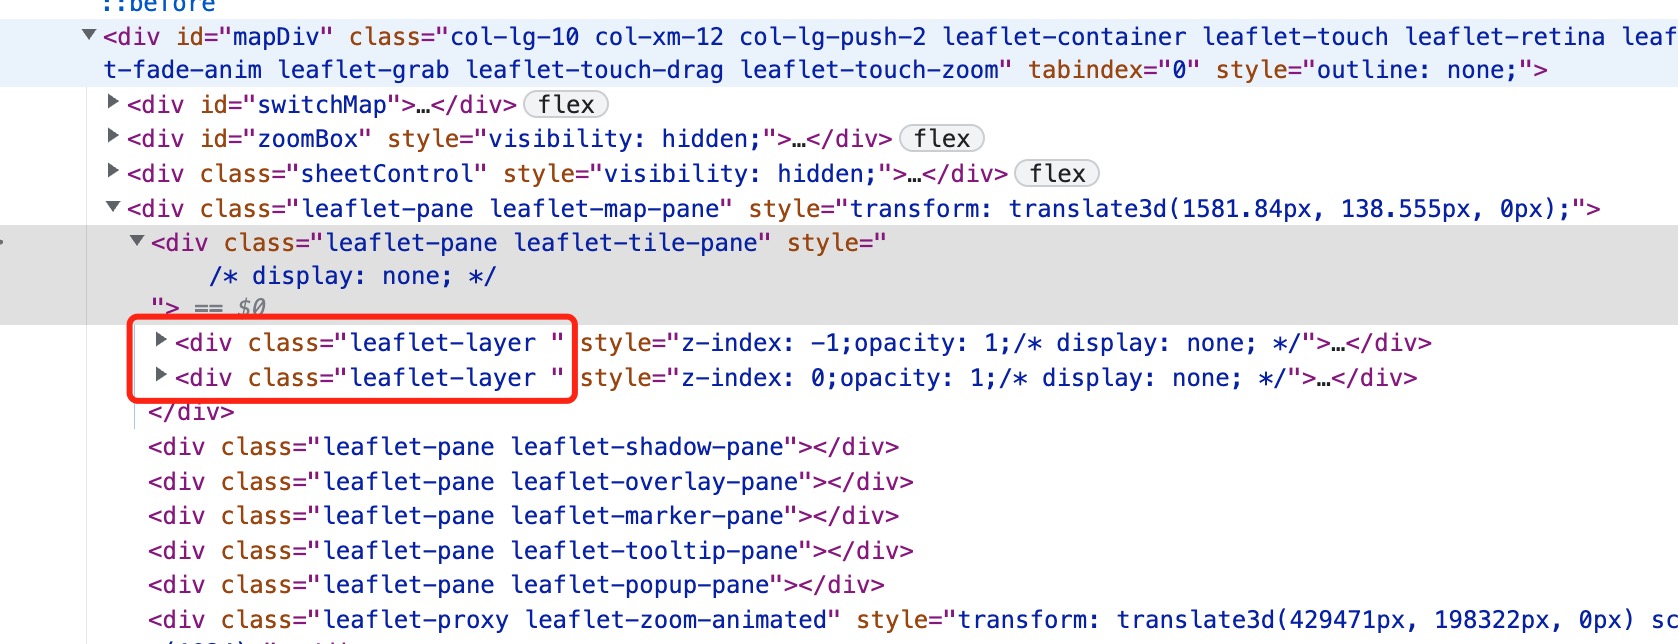 ::before
<div id="mapDiv" class="col-lg-10 col-xm-12 col-lg-push-2 leaflet-container leaflet-touch leaflet-retina leaf
t-fade-anim leaflet-grab leaflet-touch-drag leaflet-touch-zoom" tabindex="0" style="outline: none;">
<div id="switchMap">…</div> flex
<div id="zoomBox" style="visibility: hidden;">…</div> flex
<div class="sheetControl" style="visibility: hidden;">…</div> flex
<div class="leaflet-pane leaflet-map-pane" style="transform: translate3d(1581.84px, 138.555px, 0px);">
<div class="leaflet-pane leaflet-tile-pane" style="
/* display: none; */
"> == $0
<div class="leaflet-layer " style="z-index: -1;opacity: 1;/* display: none; */">…</div>
<div class="leaflet-layer " style="z-index: 0;opacity: 1;/* display: none; */">…</div>
</div>
<div class="leaflet-pane leaflet-shadow-pane"></div>
<div class="leaflet-pane leaflet-overlay-pane"></div>
<div class="leaflet-pane leaflet-marker-pane"></div>
<div class="leaflet-pane leaflet-tooltip-pane"></div>
<div class="leaflet-pane leaflet-popup-pane"></div>
<div class="leaflet-proxy leaflet-zoom-animated" style="transform: translate3d(429471px, 198322px, 0px) sc